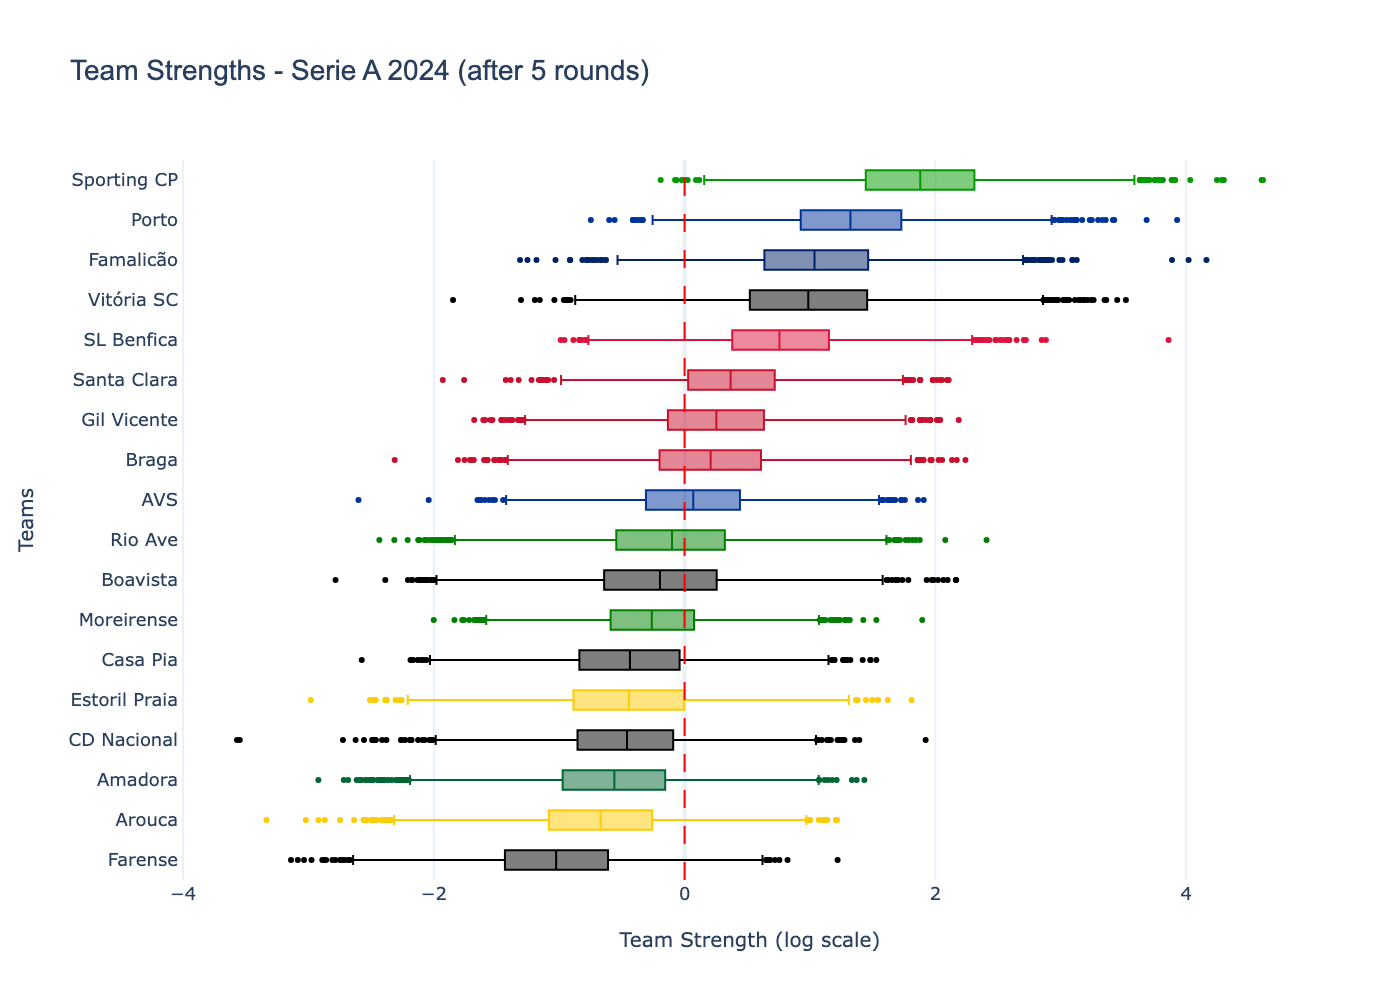 Team Strengths - Serie A 2024 (after 5 rounds)
Sporting CP
Porto
Famalicão
Vitória SC
SL Benfica
Santa Clara
Gil Vicente
Braga
AVS
Rio Ave
Boavista
Moreirense
Casa Pia
Estoril Praia
CD Nacional
Amadora
Arouca
Farense
Teams
−4 −2 0 2 4
Team Strength (log scale)